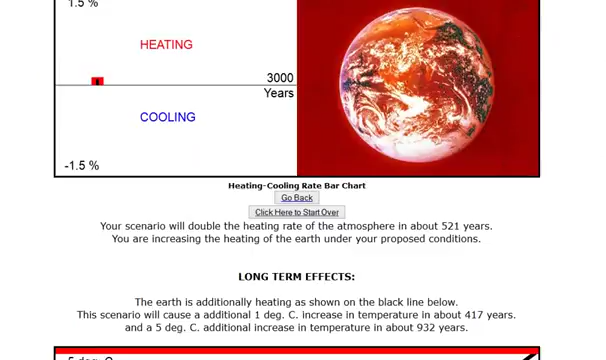 1.5 %
HEATING
3000
Years
COOLING
-1.5 %
Heating-Cooling Rate Bar Chart
Go Back
Click Here to Start Over
Your scenario will double the heating rate of the atmosphere in about 521 years.
You are increasing the heating of the earth under your proposed conditions.
LONG TERM EFFECTS:
The earth is additionally heating as shown on the black line below.
This scenario will cause a additional 1 deg. C. increase in temperature in about 417 years.
and a 5 deg. C. additional increase in temperature in about 932 years.
5 deg. C